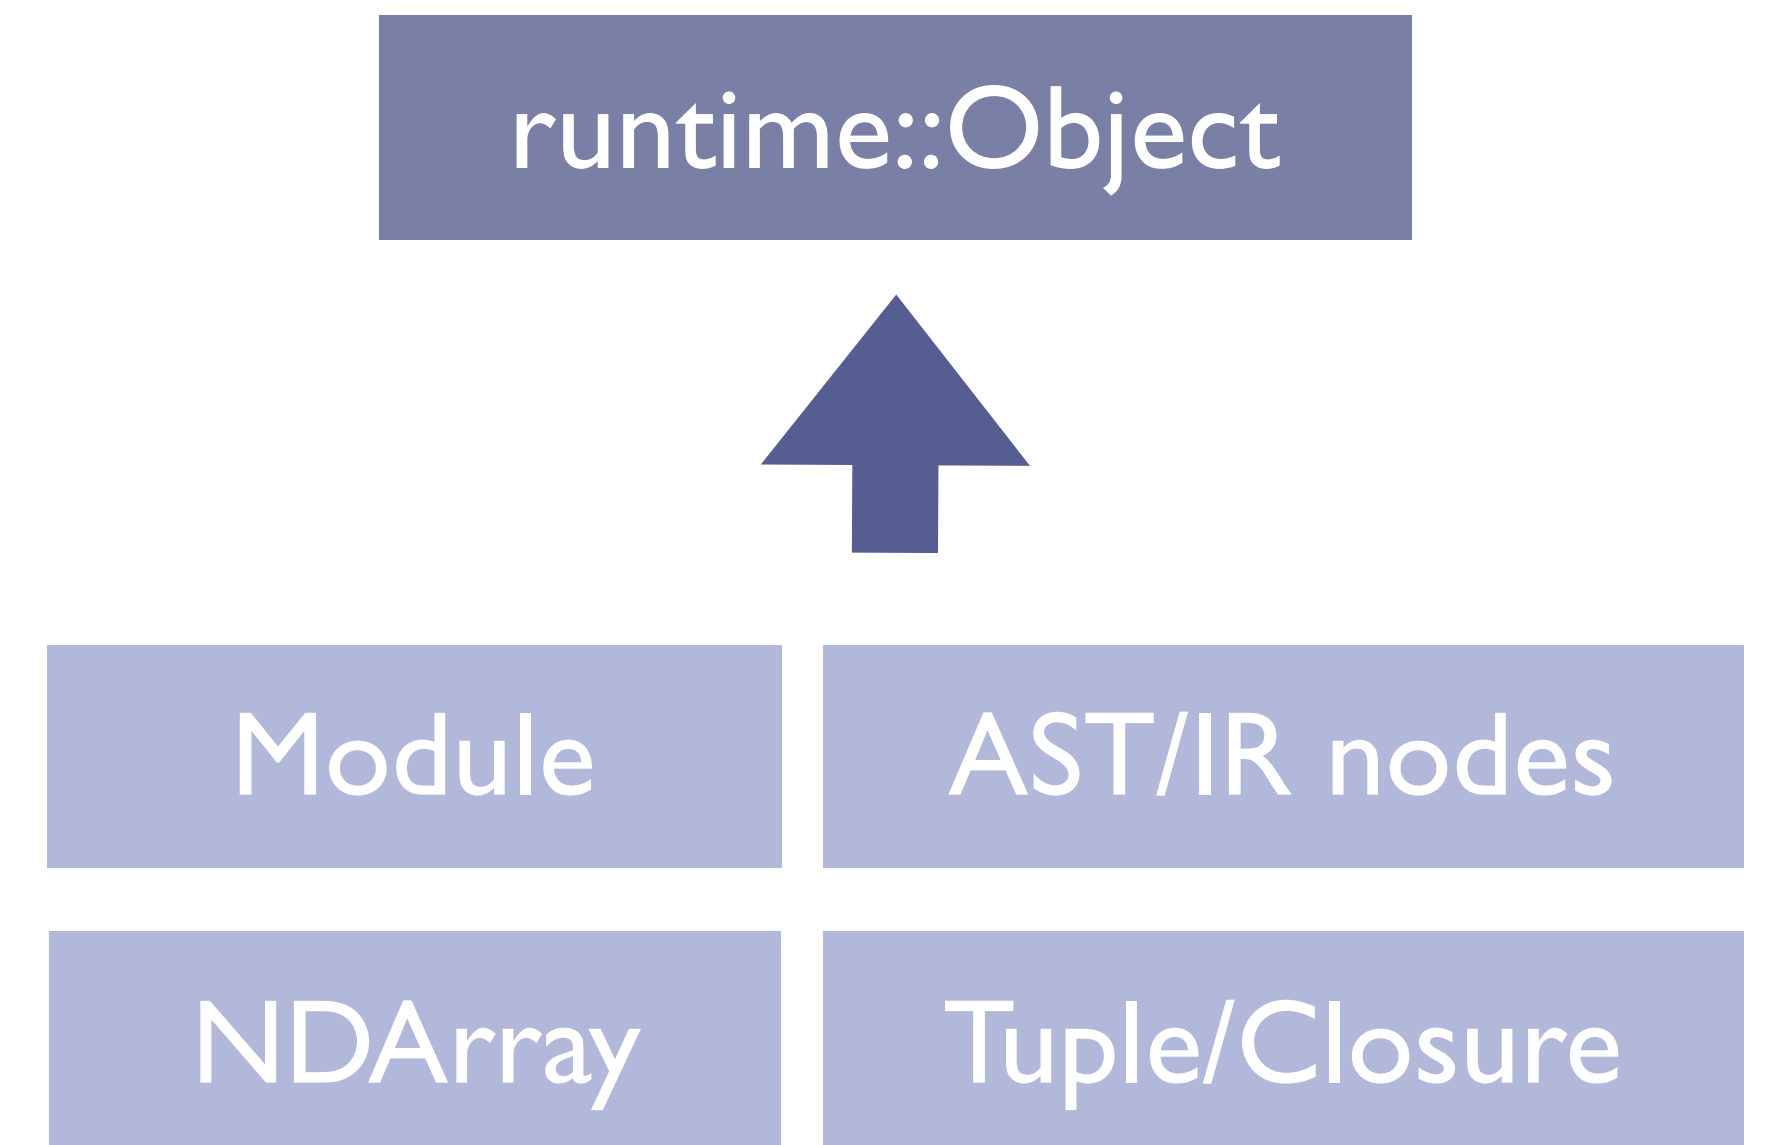 runtime::Object
Module
AST/IR nodes
NDArray
Tuple/Closure